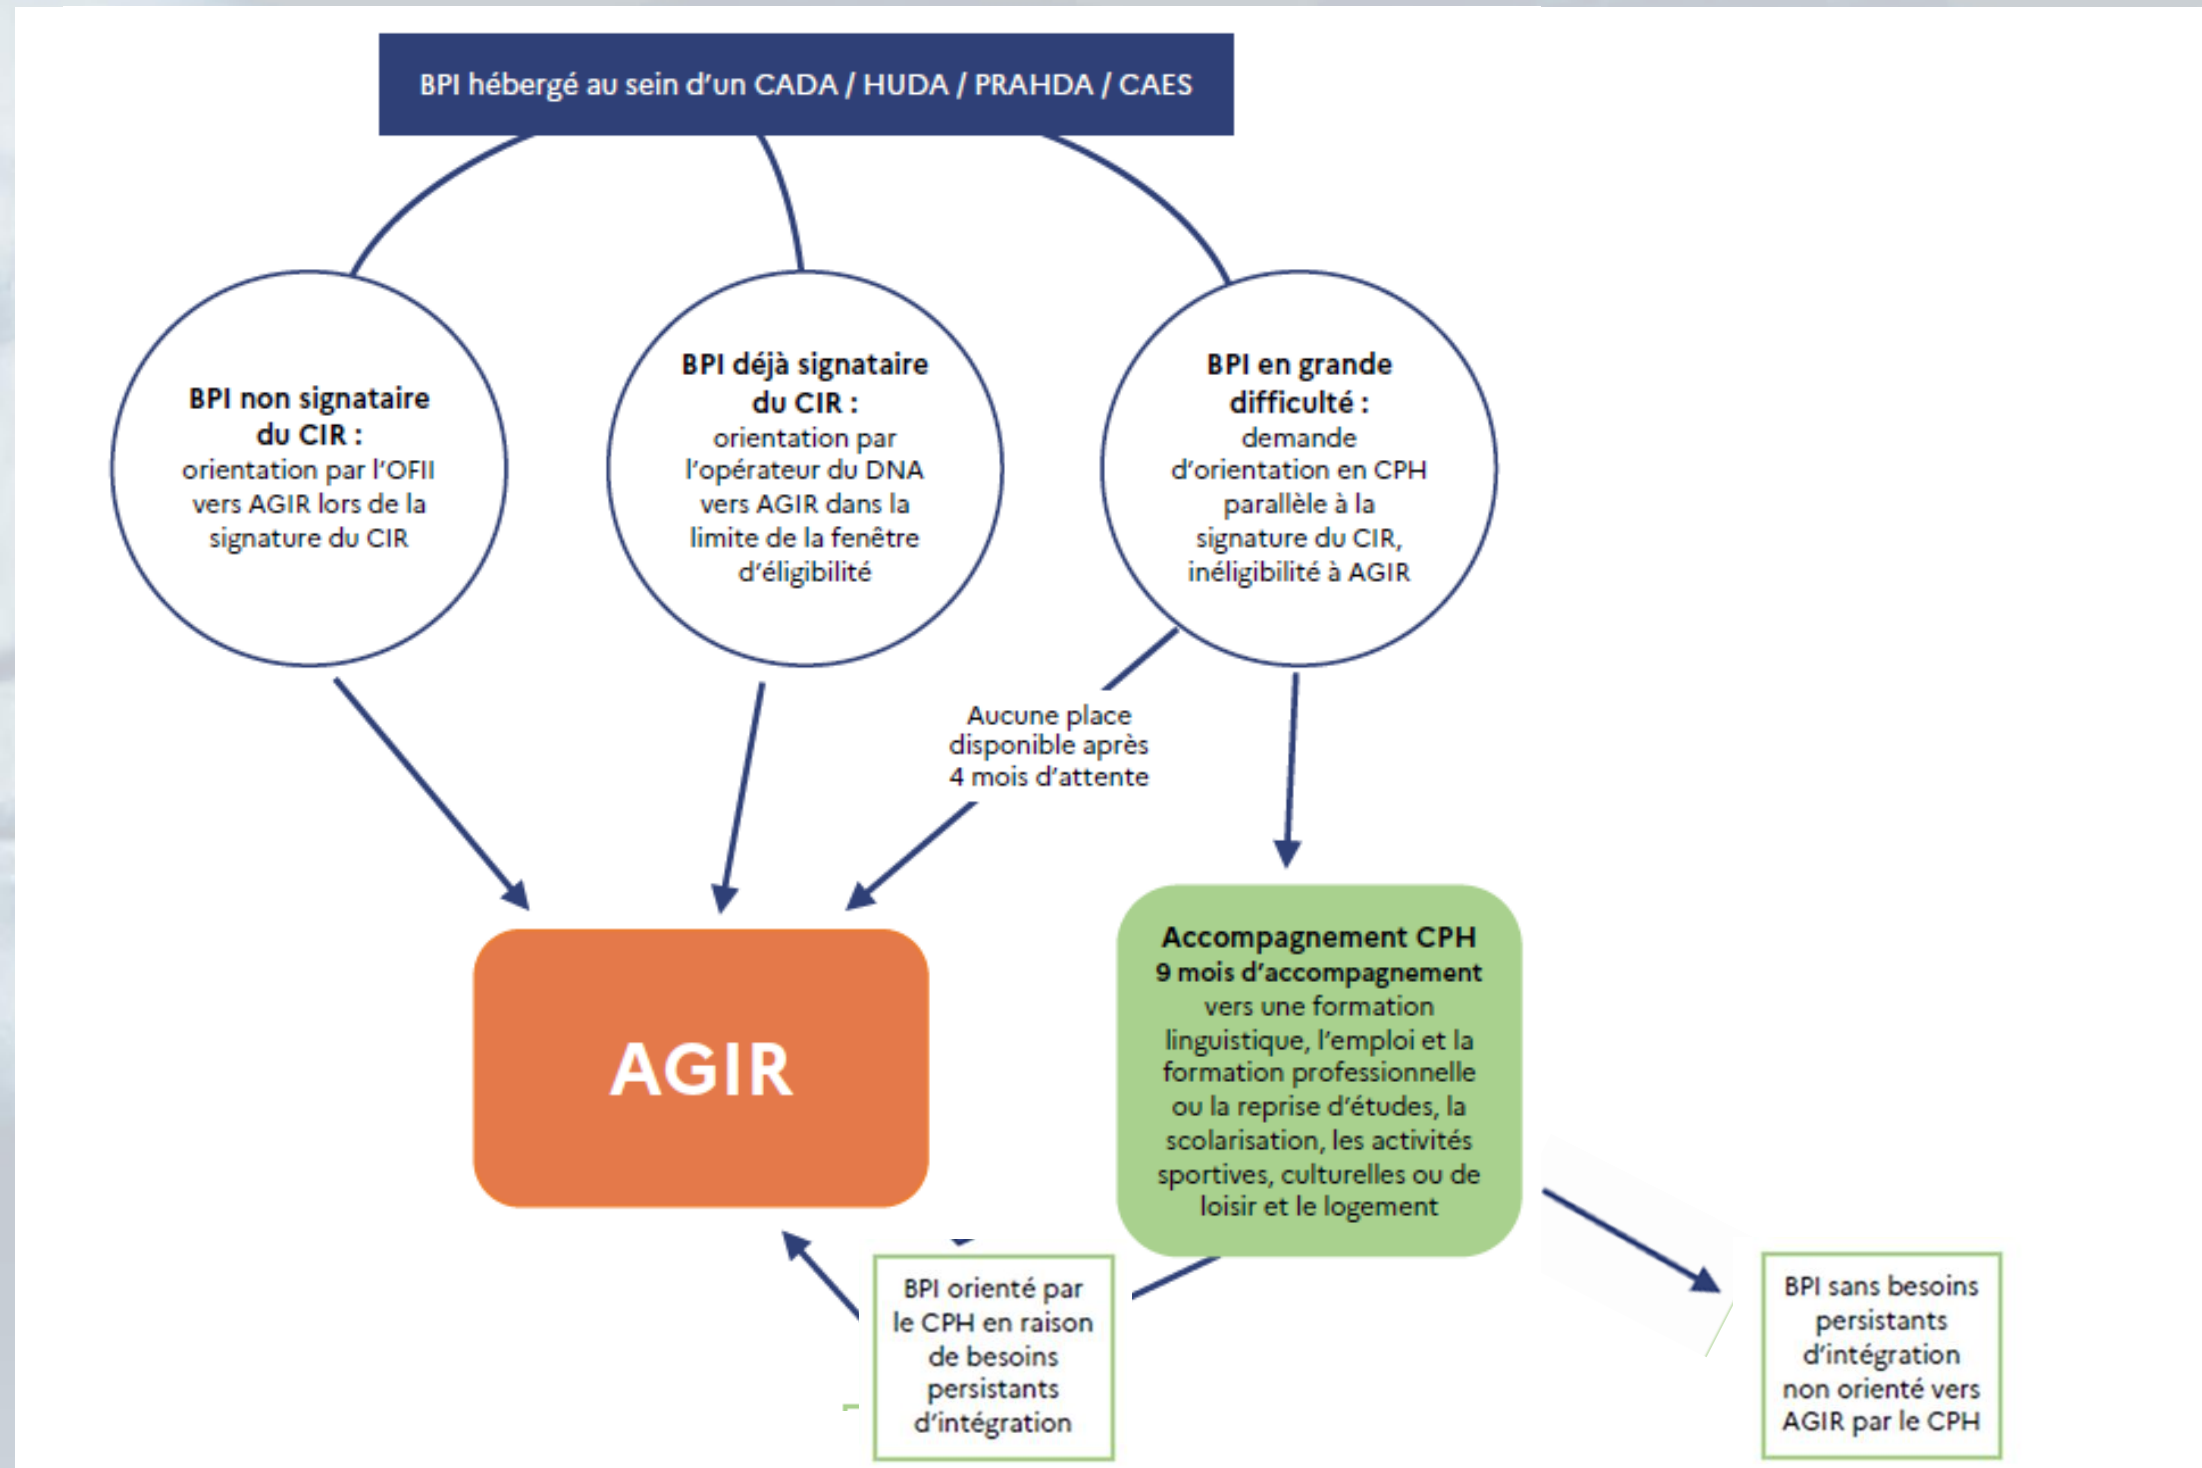 BPI hébergé au sein d'un CADA / HUDA / PRAHDA / CAES
BPI non signataire
du CIR :
orientation par l'OFII
vers AGIR lors de la
signature du CIR
BPI déjà signataire
du CIR :
orientation par
l'opérateur du DNA
vers AGIR dans la
limite de la fenêtre
d'éligibilité
BPI en grande
difficulté :
demande
d'orientation en CPH
parallèle à la
signature du CIR,
inéligibilité à AGIR
Aucune place
disponible après
4 mois d'attente
AGIR
Accompagnement CPH
9 mois d'accompagnement
vers une formation
linguistique, l'emploi et la
formation professionnelle
ou la reprise d'études, la
scolarisation, les activités
sportives, culturelles ou de
loisir et le logement
BPI orienté par
le CPH en raison
de besoins
persistants
d'intégration
BPI sans besoins
persistants
d'intégration
non orienté vers
AGIR par le CPH